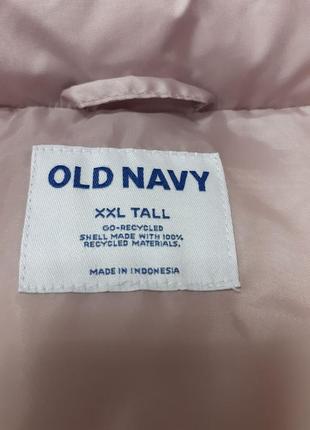 OLD NAVY
XXL TALL
GO-RECYCLED
SHELL MADE WITH 100%
RECYCLED MATERIALS.
MADE IN INDONESIA